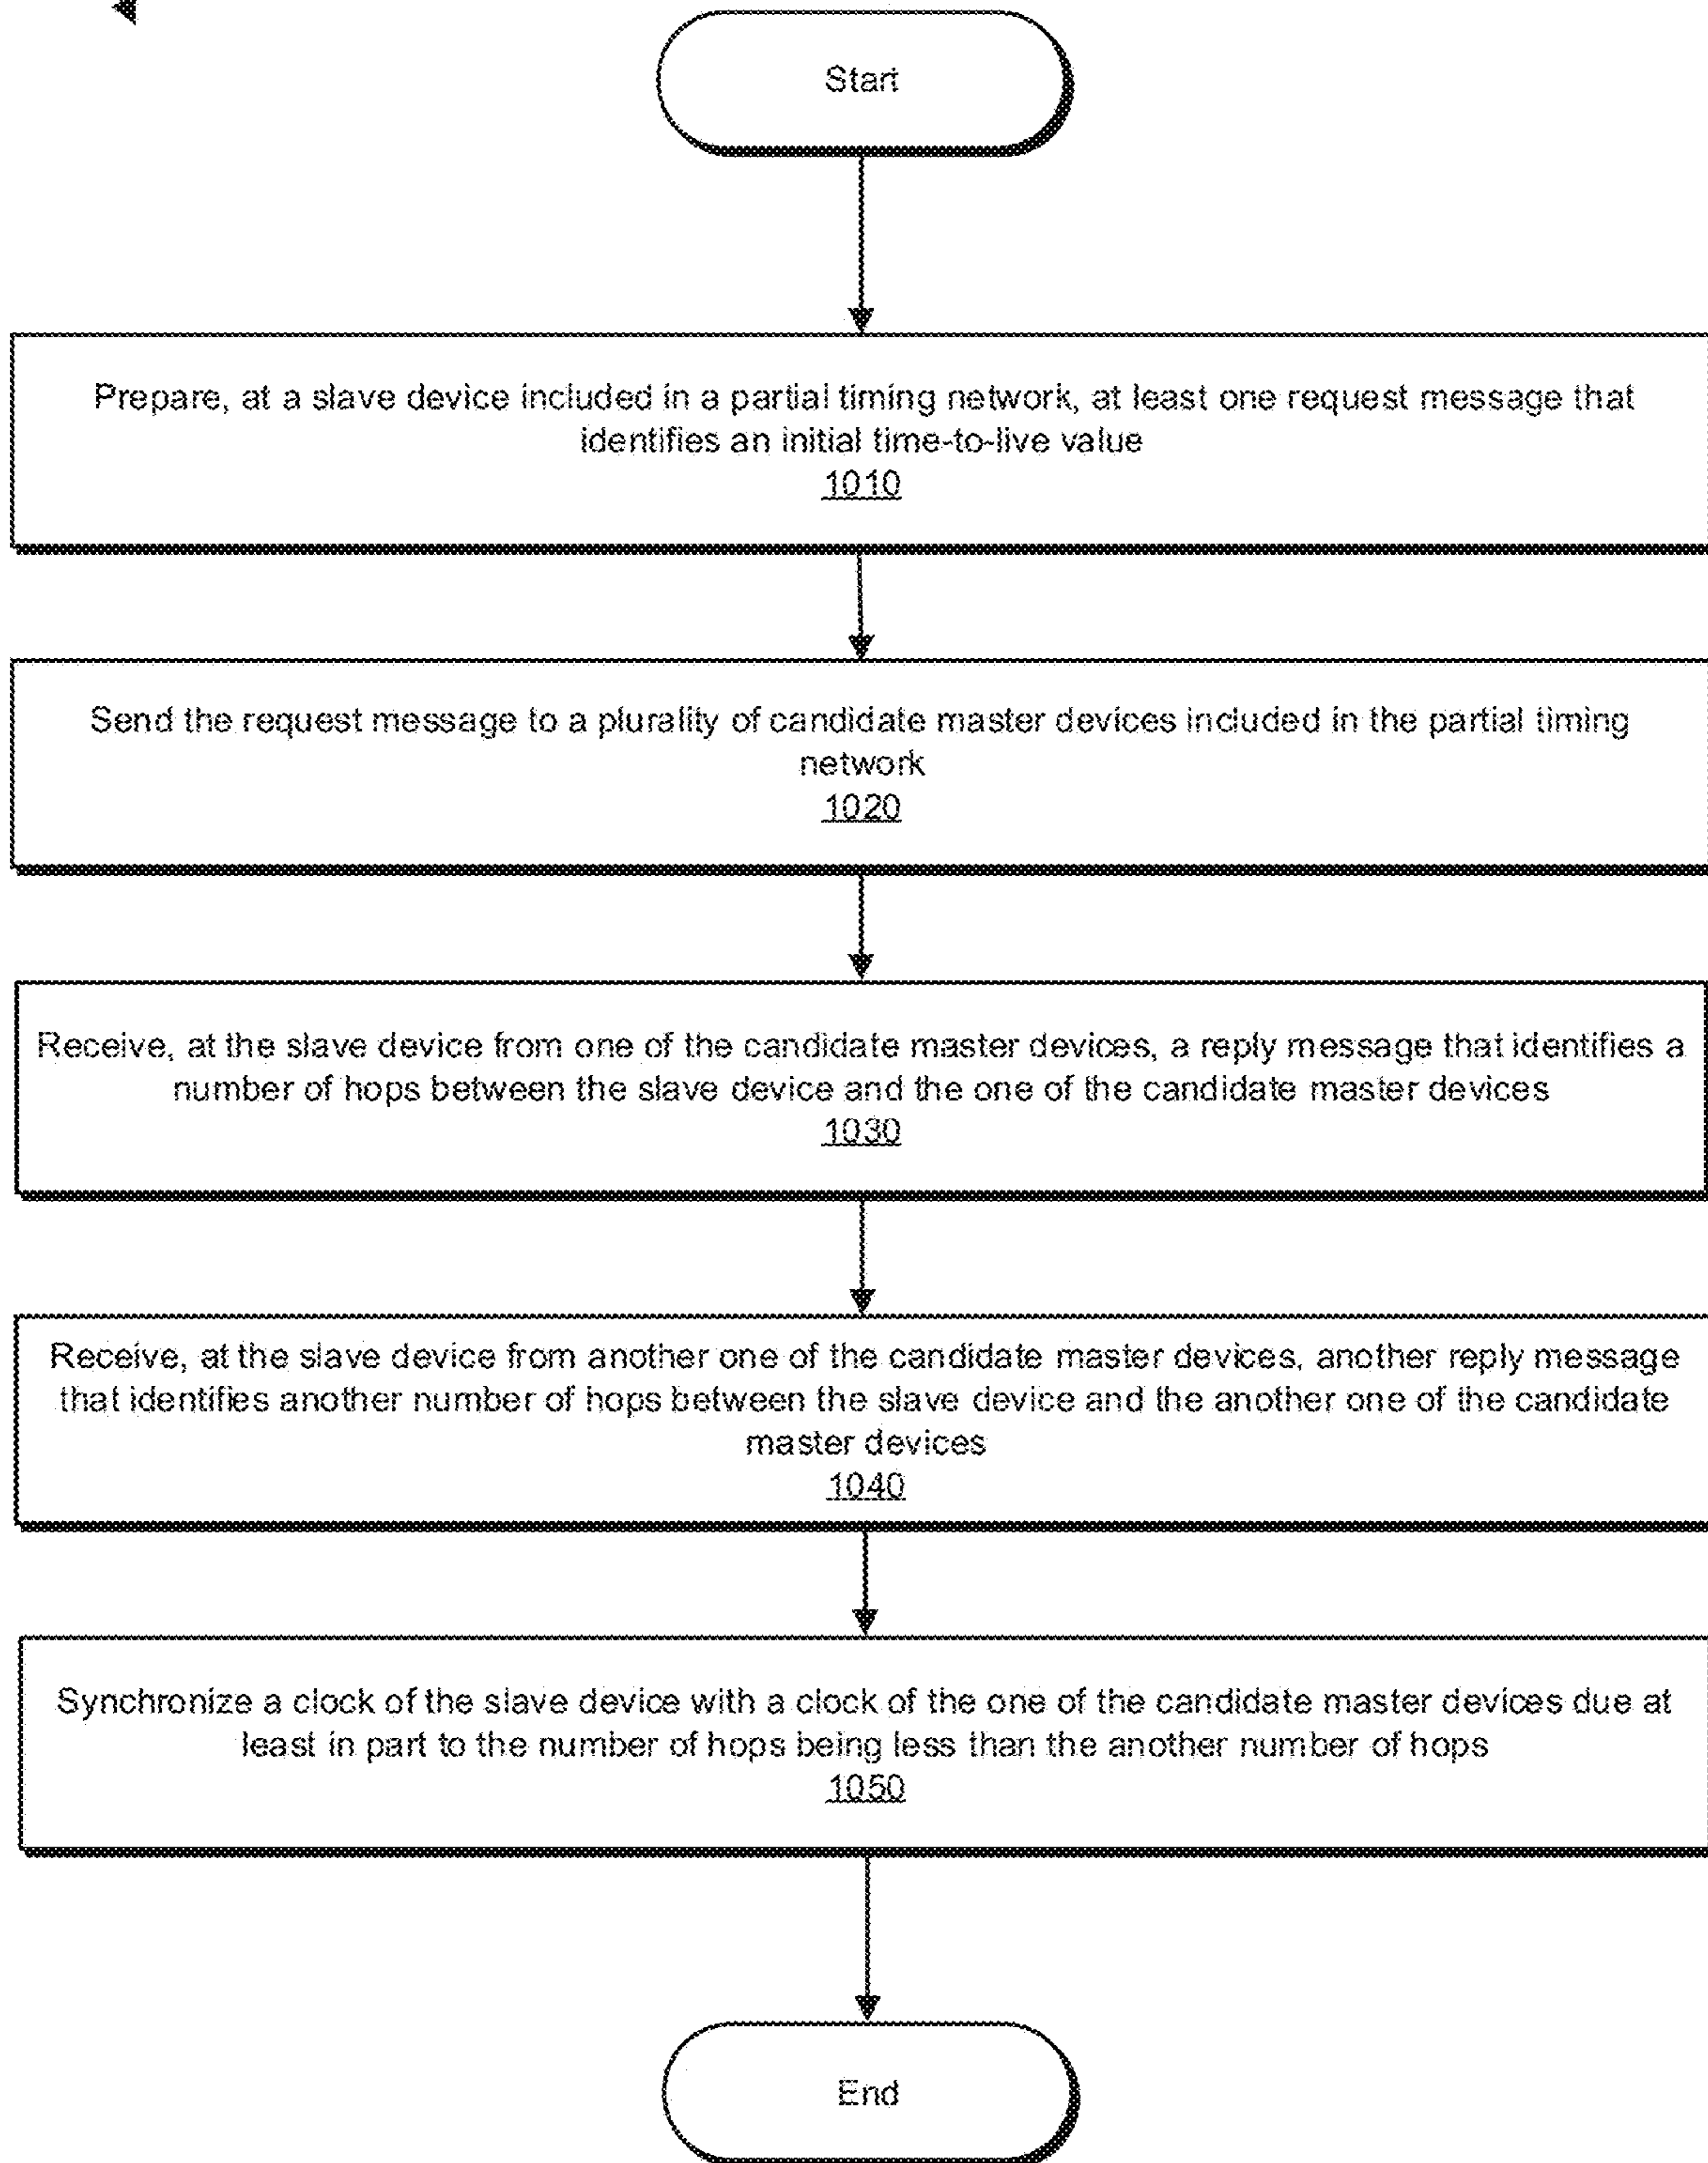 Start
Prepare, at a slave device included in a partial timing network, at least one request message that
identifies an initial time-to-live value
1010
Send the request message to a plurality of candidate master devices included in the partial timing
network
1020
Receive, at the slave device from one of the candidate master devices, a reply message that identifies a
number of hops between the slave device and the one of the candidate master devices
1030
Receive, at the slave device from another one of the candidate master devices, another reply message
that identifies another number of hops between the slave device and the another one of the candidate
master devices
1040
Synchronize a clock of the slave device with a clock of the one of the candidate master devices due at
least in part to the number of hops being less than the another number of hops
1050
End